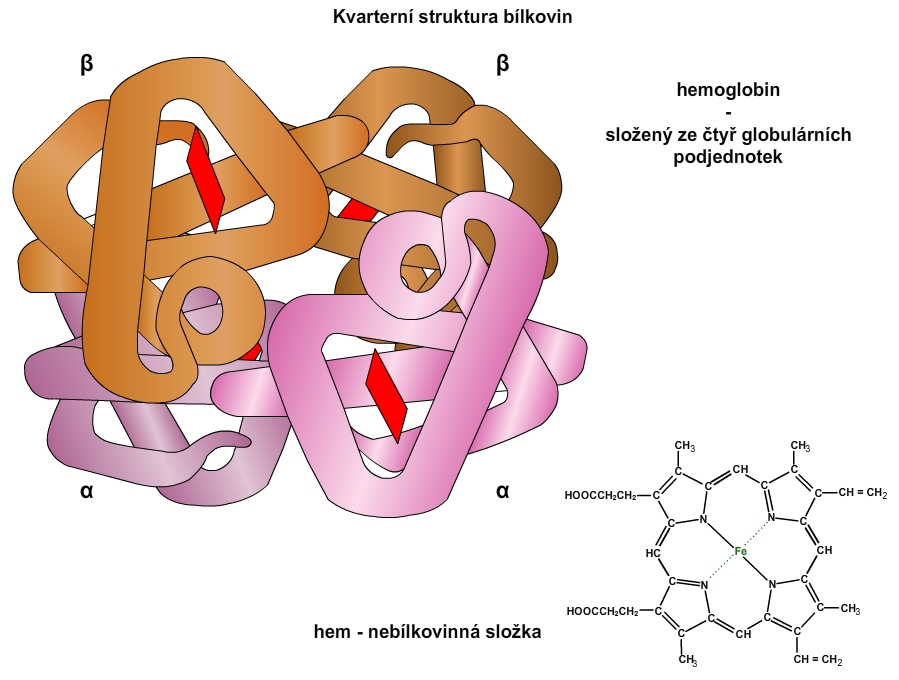 Kvarterní struktura bílkovin
β
β
hemoglobin
-
složený ze čtyř globulárních
podjednotek
α
α
hem - nebílkovinná složka
CH3
CH3
C
CH
C
HOOCCH2CH2
C
C
C
C
CH = CH2
C
N
N
C
HC
Fe
CH
C
N
N
C
HOOCCH2CH2
C
C
C
C
CH3
C
CH
C
CH3
CH = CH2